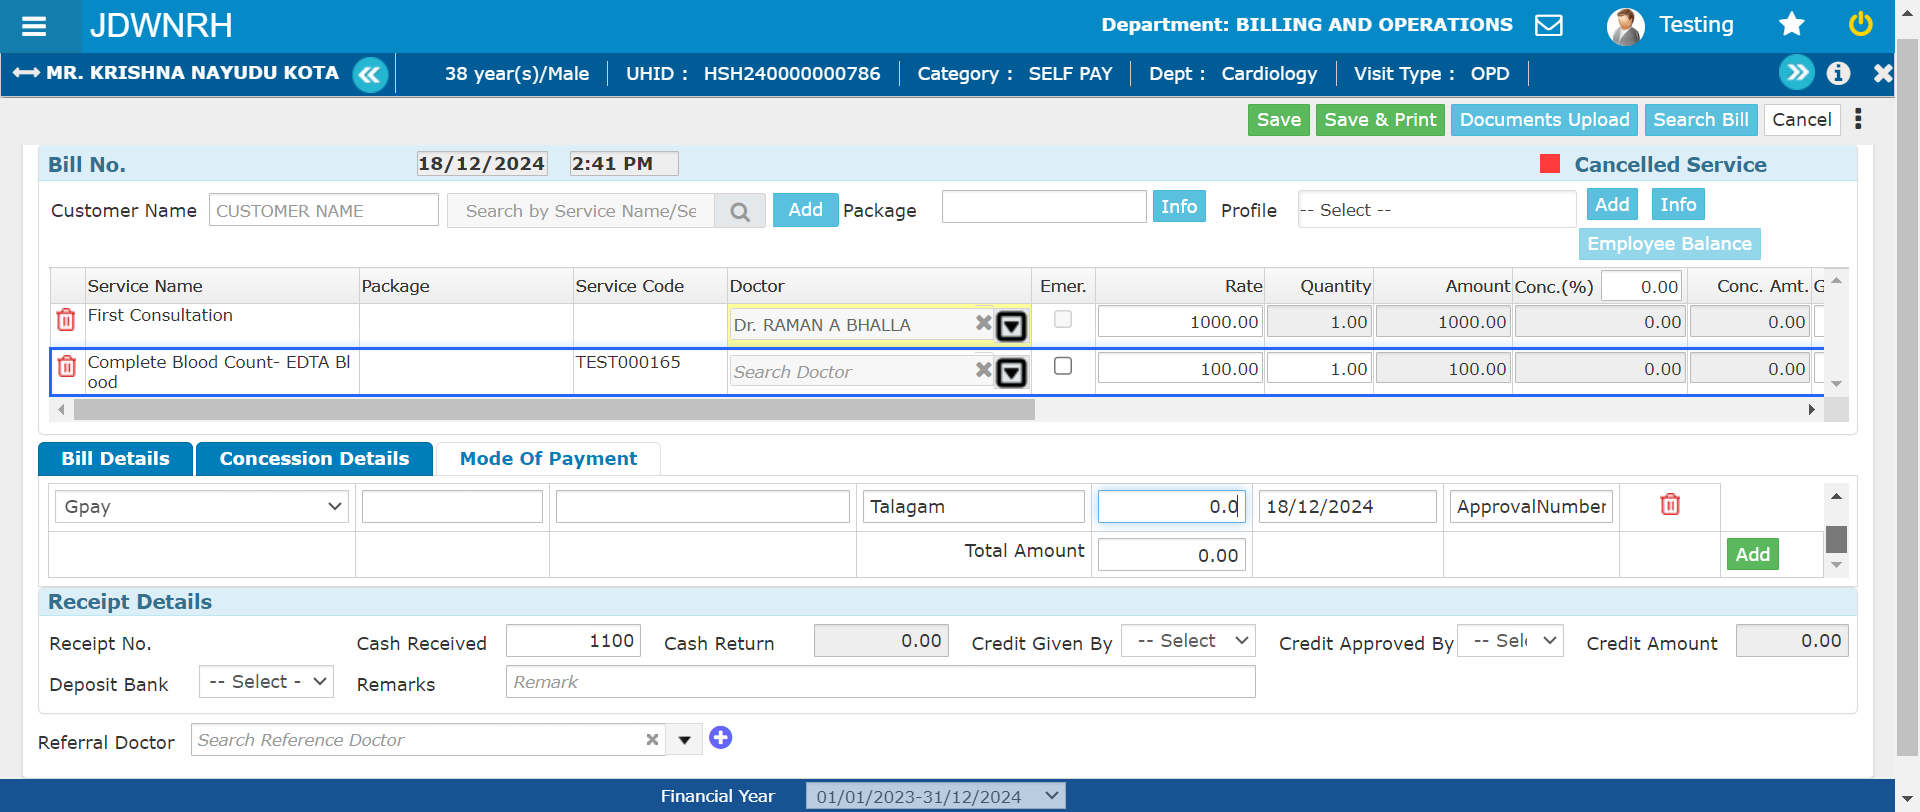 JDWNRH
Department: BILLING AND OPERATIONS
Testing
MR. KRISHNA NAYUDU KOTA
38 year(s)/Male
UHID : HSH240000000786
Category : SELF PAY
Dept : Cardiology
Visit Type : OPD
Save
Save & Print
Documents Upload
Search Bill
Cancel
Bill No.
18/12/2024
2:41 PM
Cancelled Service
Customer Name
CUSTOMER NAME
Search by Service Name/Se
Add
Package
Info
Profile
-- Select --
Add
Info
Employee Balance
Service Name
Package
Service Code
Doctor
Emer.
Rate
Quantity
Amount
Conc.(%)
0.00
Conc. Amt.
G
First Consultation
Dr. RAMAN A BHALLA
1000.00
1.00
1000.00
0.00
0.00
Complete Blood Count- EDTA Bl
ood
TEST000165
Search Doctor
100.00
1.00
100.00
0.00
0.00
Bill Details
Concession Details
Mode Of Payment
Gpay
Talagam
0.0
18/12/2024
ApprovalNumber
Total Amount
0.00
Add
Receipt Details
Receipt No.
Cash Received
1100
Cash Return
0.00
Credit Given By
-- Select
Credit Approved By
-- Sele
Credit Amount
0.00
Deposit Bank
-- Select -
Remarks
Remark
Referral Doctor
Search Reference Doctor
Financial Year
01/01/2023-31/12/2024